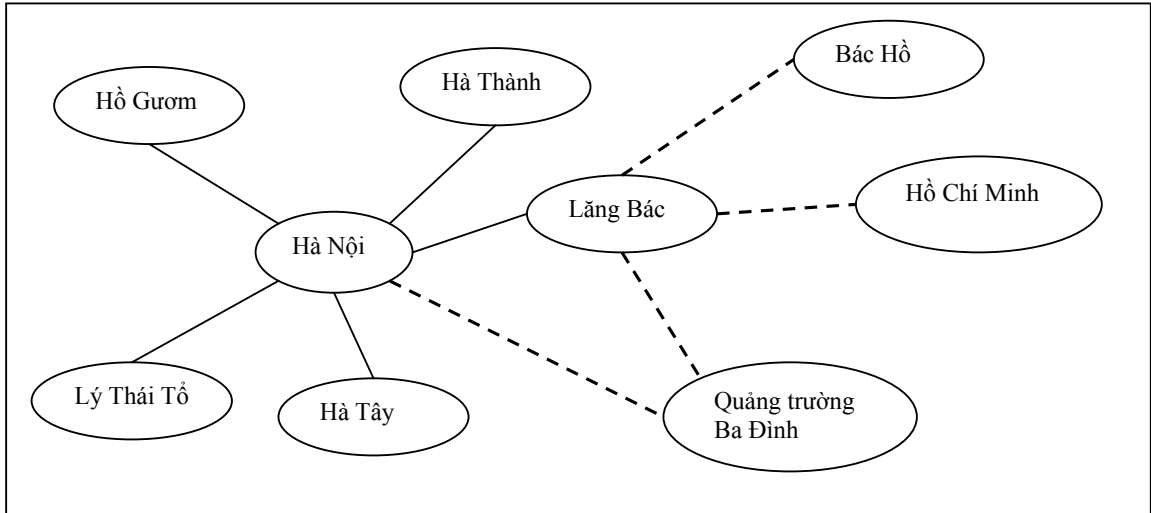 Bác Hồ
Hà Thành
Hồ Gươm
Hồ Chí Minh
Lăng Bác
Hà Nội
Lý Thái Tổ
Hà Tây
Quảng trường
Ba Đình